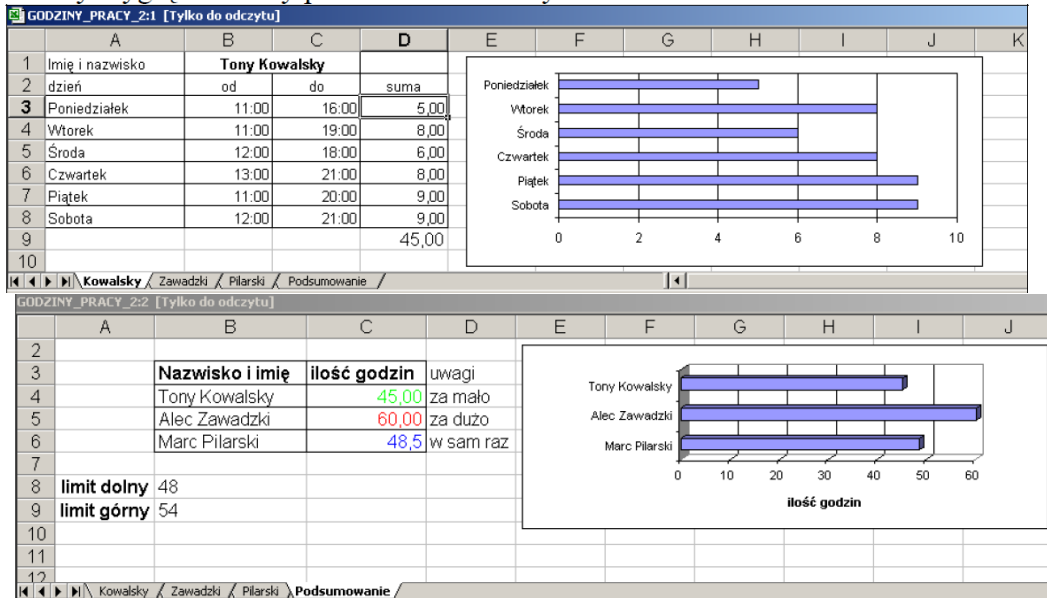 GODZINY_PRACY_2:1 [Tylko do odczytu]
A B C D E F G H I J K
1 Imię i nazwisko Tony Kowalsky
2 dzień od do suma
3 Poniedziałek 11:00 16:00 5,00
4 Wtorek 11:00 19:00 8,00
5 Środa 12:00 18:00 6,00
6 Czwartek 13:00 21:00 8,00
7 Piątek 11:00 20:00 9,00
8 Sobota 12:00 21:00 9,00
9 45,00
10
Poniedziałek
Wtorek
Środa
Czwartek
Piątek
Sobota
0 2 4 6 8 10
Kowalsky Zawadzki Pilarski Podsumowanie
GODZINY_PRACY_2:2 [Tylko do odczytu]
A B C D E F G H I J
2
3 Nazwisko i imię ilość godzin uwagi
4 Tony Kowalsky 45,00 za mało
5 Alec Zawadzki 60,00 za dużo
6 Marc Pilarski 48,5 w sam raz
7
8 limit dolny 48
9 limit górny 54
10
11
12
Tony Kowalsky
Alec Zawadzki
Marc Pilarski
0 10 20 30 40 50 60
ilość godzin
Kowalsky Zawadzki Pilarski Podsumowanie